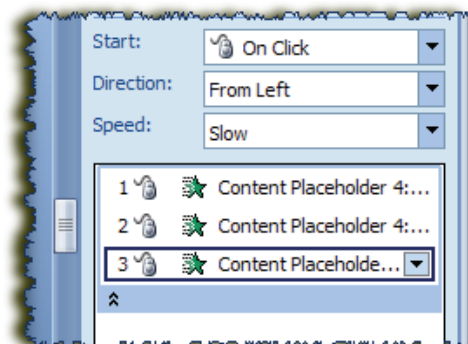 Start: On Click
Direction: From Left
Speed: Slow
1 Content Placeholder 4:...
2 Content Placeholder 4:...
3 Content Placeholde...